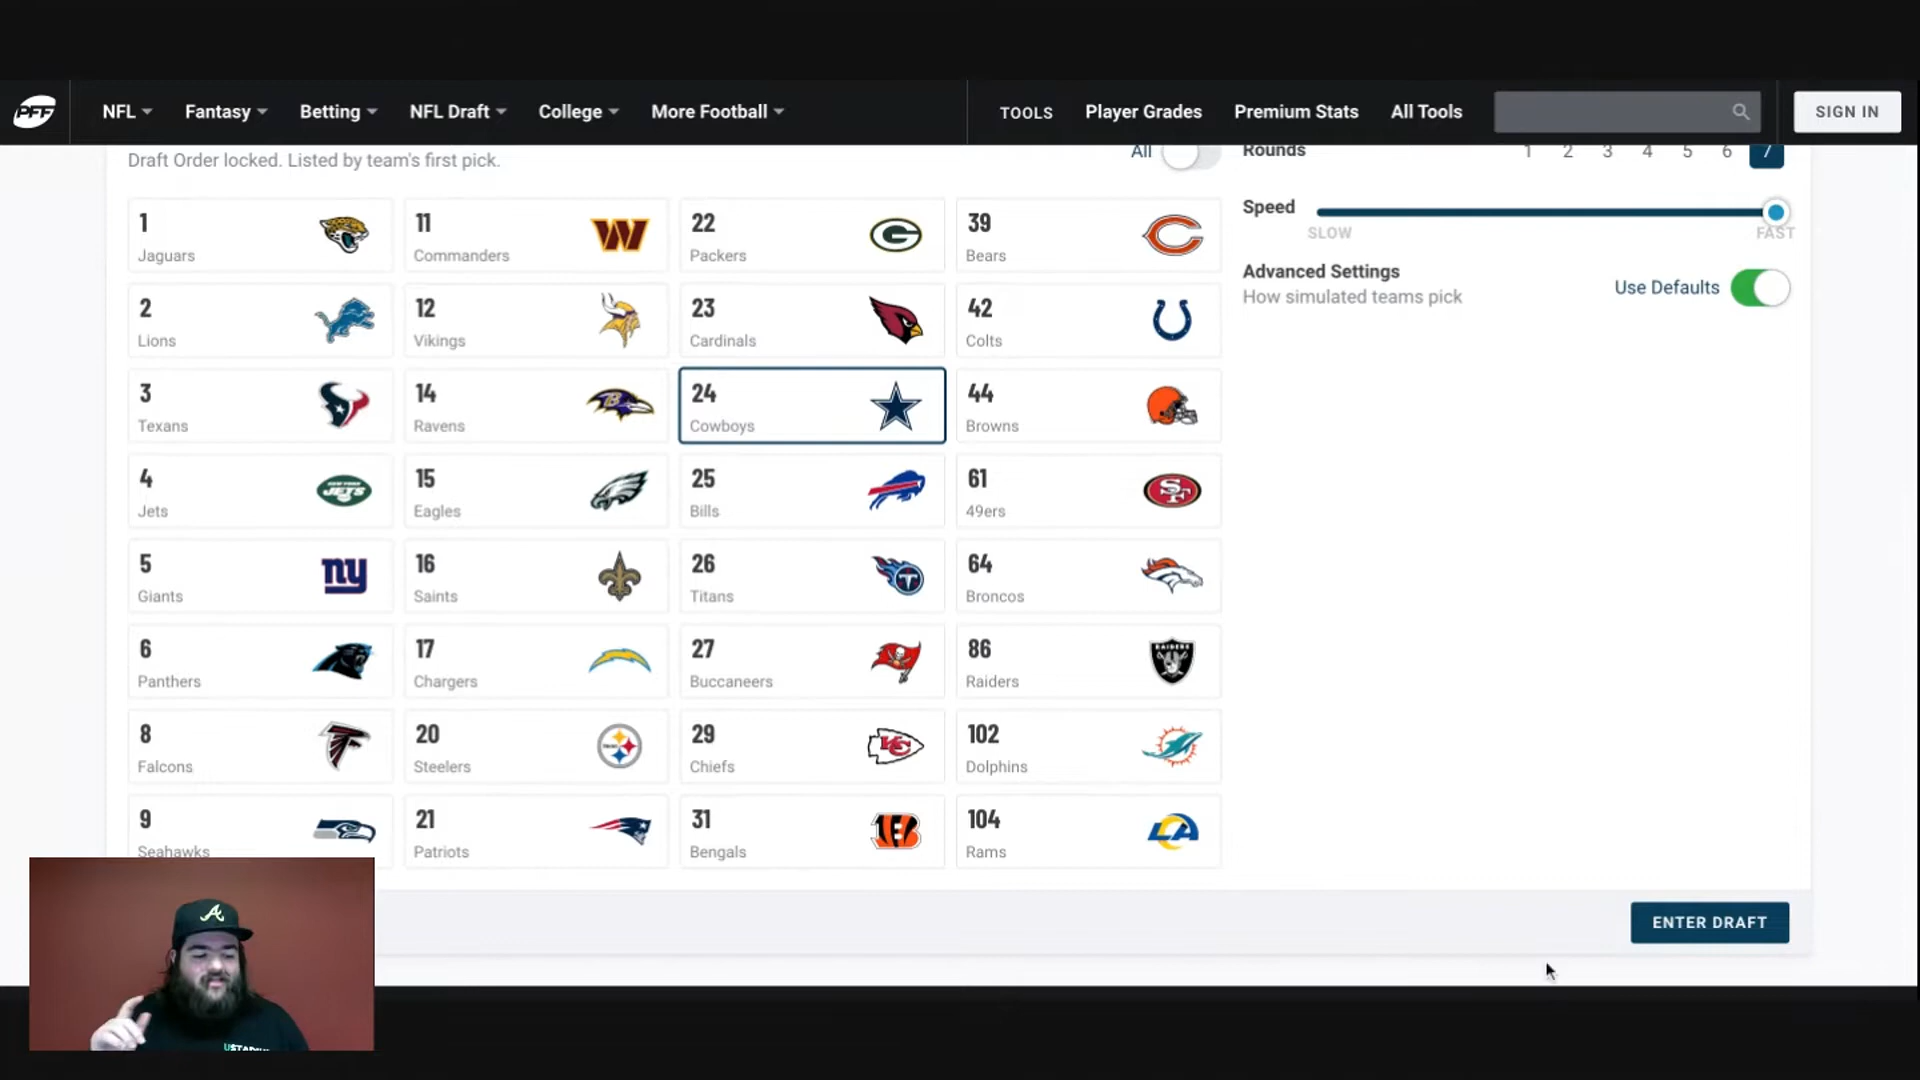 PFF
NFL
Fantasy
Betting
NFL Draft
College
More Football
TOOLS
Player Grades
Premium Stats
All Tools
SIGN IN
Draft Order locked. Listed by team's first pick.
All
Rounds
1 2 3 4 5 6 7
Speed
SLOW
FAST
Advanced Settings
How simulated teams pick
Use Defaults
1
Jaguars
11
Commanders
22
Packers
39
Bears
2
Lions
12
Vikings
23
Cardinals
42
Colts
3
Texans
14
Ravens
24
Cowboys
44
Browns
4
Jets
15
Eagles
25
Bills
61
49ers
5
Giants
16
Saints
26
Titans
64
Broncos
6
Panthers
17
Chargers
27
Buccaneers
86
Raiders
8
Falcons
20
Steelers
29
Chiefs
102
Dolphins
9
Seahawks
21
Patriots
31
Bengals
104
Rams
ENTER DRAFT